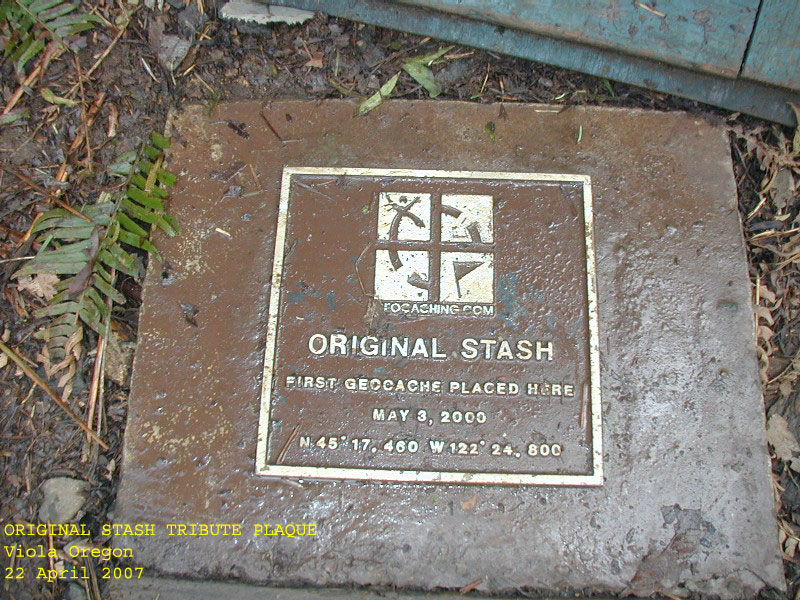 GEOCACHING.COM
ORIGINAL STASH
FIRST GEOCACHE PLACED HERE
MAY 3, 2000
N 45° 17. 460 W 122° 24. 800
ORIGINAL STASH TRIBUTE PLAQUE
Viola Oregon
22 April 2007